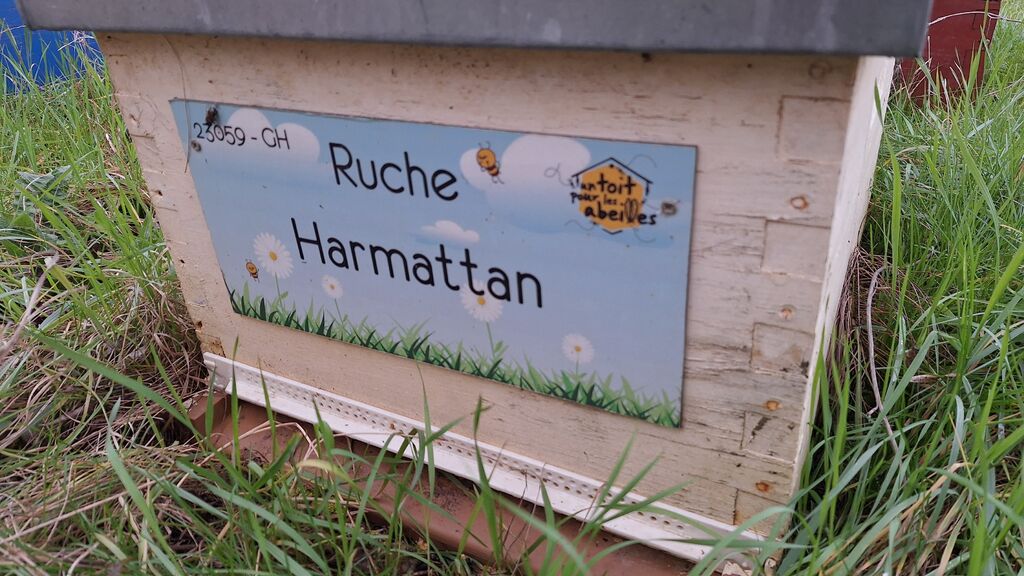 23059 - GH
Ruche
Harmattan
un toit
pour les
abeilles